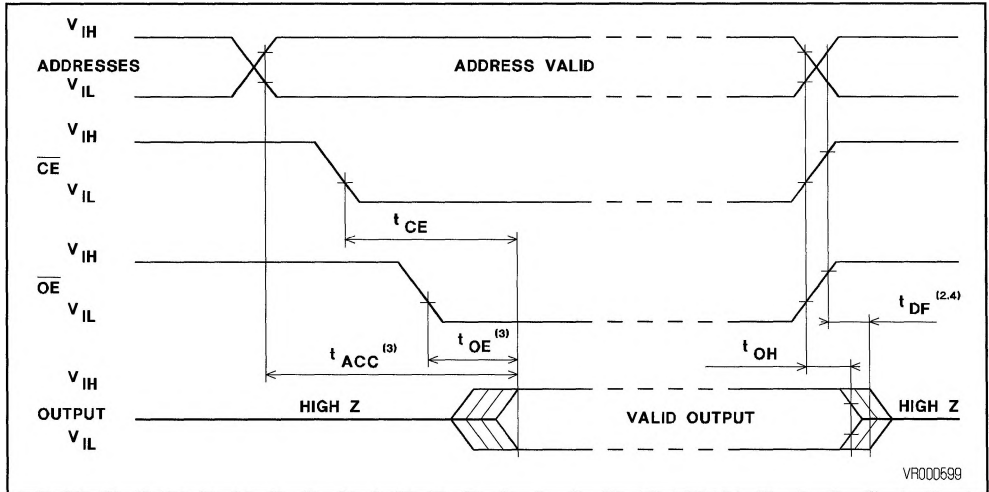 V IH
ADDRESSES
V IL
ADDRESS VALID
V IH
CE
V IL
t CE
V IH
OE
V IL
t DF (2.4)
t OE (3)
t OH
t ACC (3)
V IH
OUTPUT
V IL
HIGH Z
VALID OUTPUT
HIGH Z
VR000599